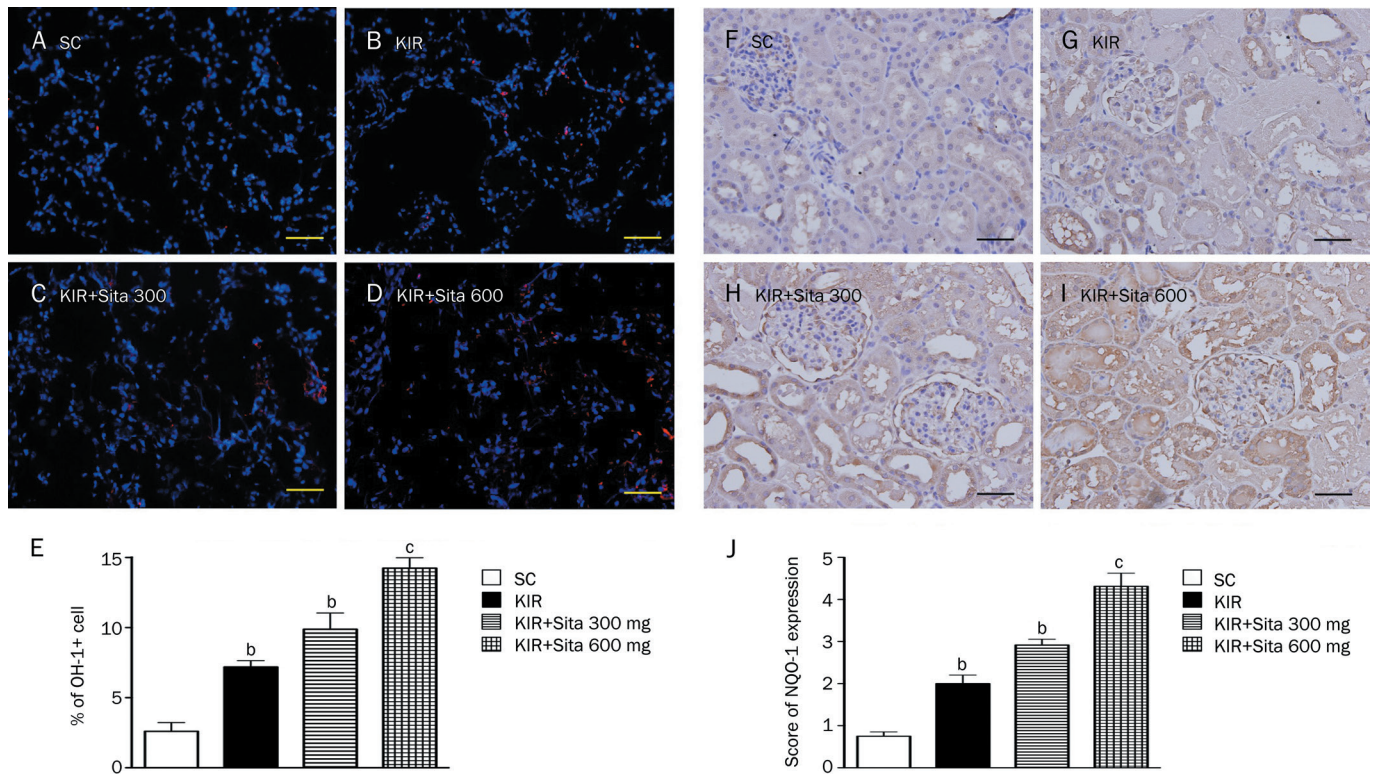 A SC
B KIR
C KIR+Sita 300
D KIR+Sita 600
F SC
G KIR
H KIR+Sita 300
I KIR+Sita 600
E
% of OH-1+ cell
15
10
5
0
b
b
c
SC
KIR
KIR+Sita 300 mg
KIR+Sita 600 mg
J
Score of NQO-1 expression
5
4
3
2
1
0
b
b
c
SC
KIR
KIR+Sita 300 mg
KIR+Sita 600 mg